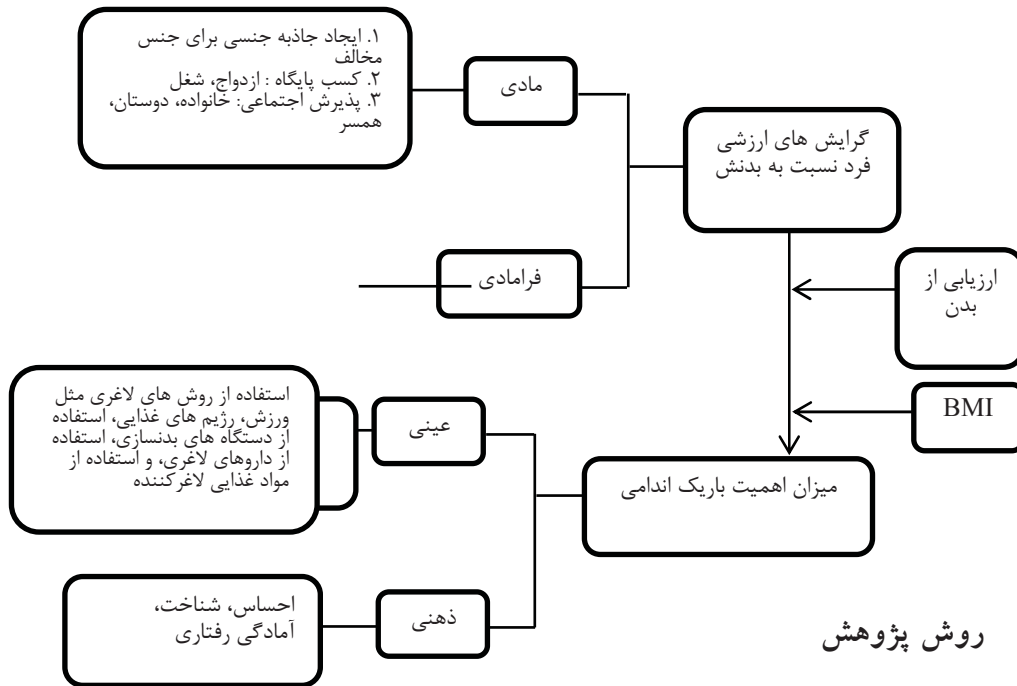 ۱. ایجاد جاذبه جنسی برای جنس
مخالف
۲. کسب پایگاه : ازدواج، شغل
۳. پذیرش اجتماعی: خانواده، دوستان،
همسر
مادی
گرایش های ارزشی
فرد نسبت به بدنش
فرامادی
ارزیابی از
بدن
BMI
استفاده از روش های لاغری مثل
ورزش، رژیم های غذایی، استفاده
از دستگاه های بدنسازی، استفاده
از داروهای لاغری، و استفاده از
مواد غذایی لاغرکننده
عینی
میزان اهمیت باریک اندامی
احساس، شناخت،
آمادگی رفتاری
ذهنی
روش پژوهش